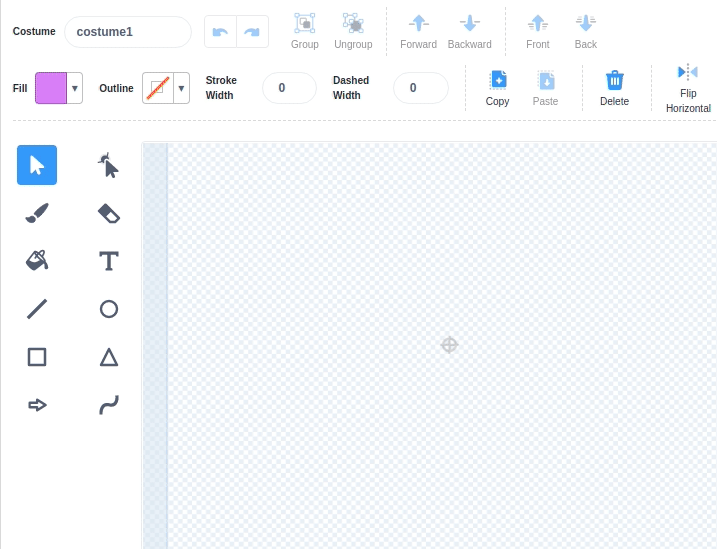 Costume costume1
Group Ungroup Forward Backward Front Back
Fill Outline Stroke Width 0 Dashed Width 0
Copy Paste Delete Flip Horizontal